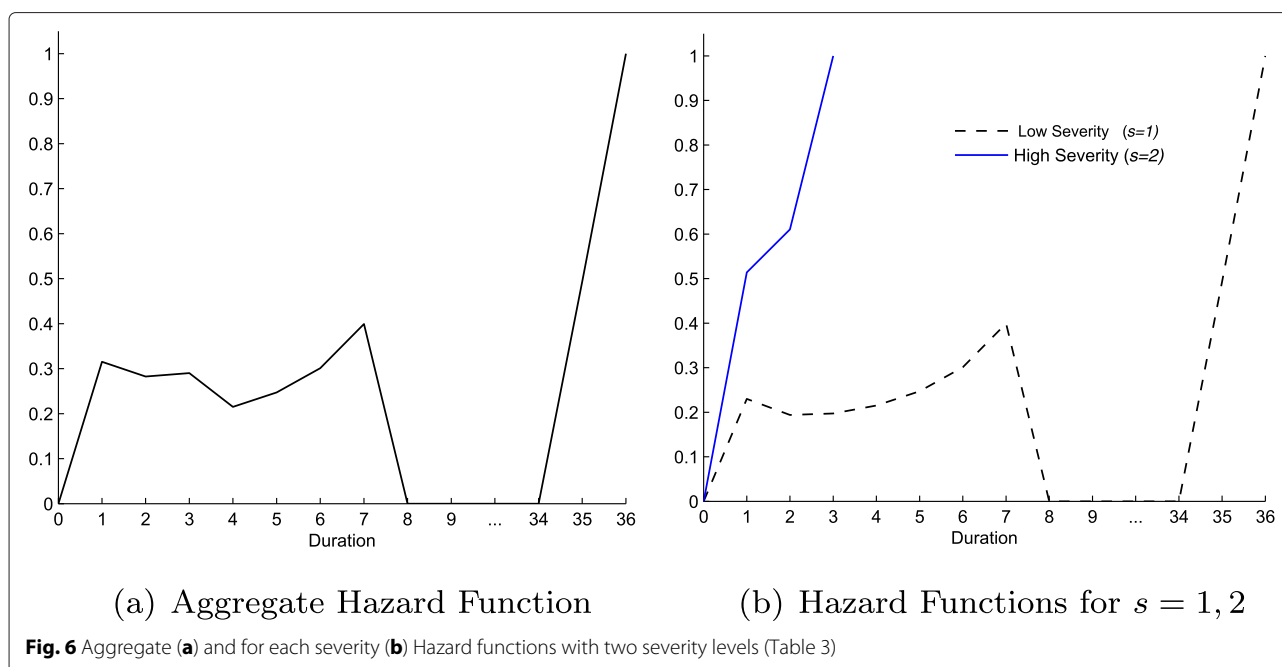 1
0.9
0.8
0.7
0.6
0.5
0.4
0.3
0.2
0.1
0
0 1 2 3 4 5 6 7 8 9 ... 34 35 36
Duration
(a) Aggregate Hazard Function
1
0.9
0.8
0.7
0.6
0.5
0.4
0.3
0.2
0.1
0
Low Severity (s=1)
High Severity (s=2)
0 1 2 3 4 5 6 7 8 9 ... 34 35 36
Duration
(b) Hazard Functions for s = 1, 2
Fig. 6 Aggregate (a) and for each severity (b) Hazard functions with two severity levels (Table 3)